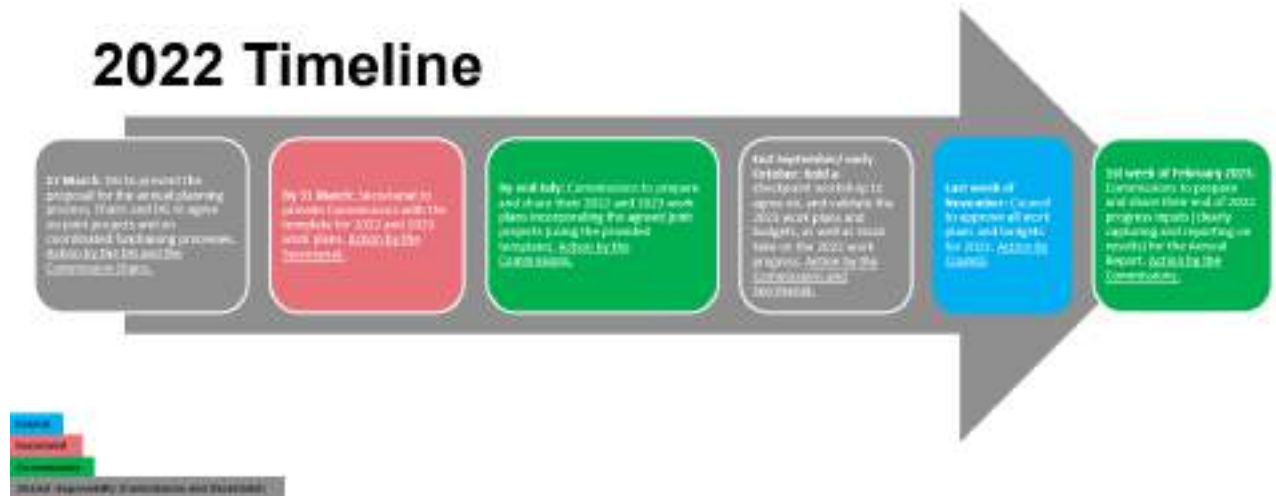 2022 Timeline
March: DG to present the
proposal for the annual planning
process. Chairs and DG to agree
on joint projects and on
coordinated fundraising processes.
Action by the DG and the
Commission Chairs.
By 31 March: Secretariat to
provide Commissions with the
template for 2022 and 2023
work plans. Action by the
Secretariat.
By mid July: Commissions to prepare
and share their 2022 and 2023 work
plans incorporating the agreed joint
projects (using the provided
templates. Action by the
Commissions.
End September/ early
October: hold a
checkpoint workshop to
agree on, and validate the
2023 work plans and
budgets, as well as
take on the 2022 work
progress. Action by the
Commissions and
Secretariat.
Last week of
November: Council
to approve all work
plans and budgets
for 2023. Action by
Council.
1st week of February 2023:
Commissions to prepare
and share their end of 2022
progress inputs (clearly
capturing and reporting on
results) for the Annual
Report. Action by the
Commissions.
Council
Secretariat
Commissions
Shared responsibility (Commissions and Secretariat)